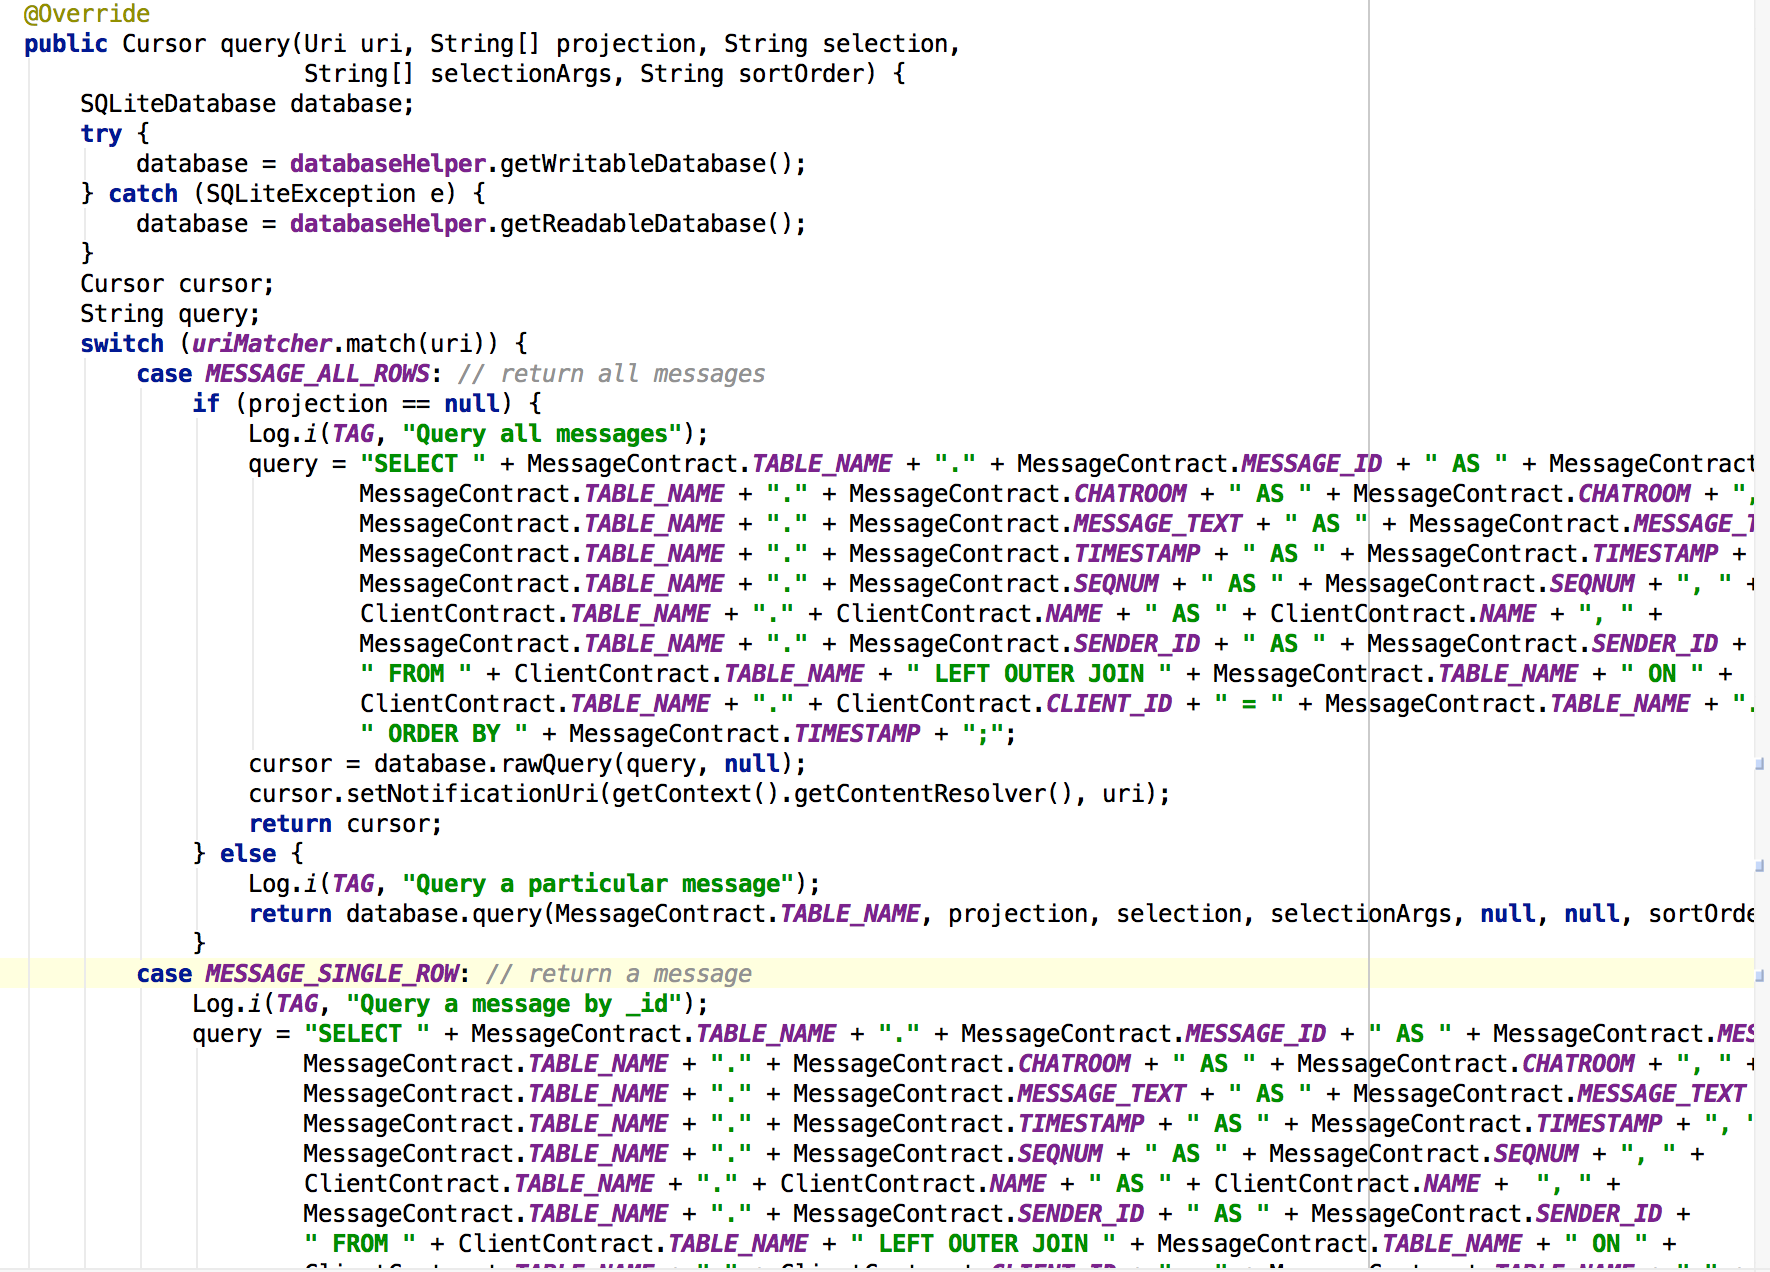 @Override
public Cursor query(Uri uri, String[] projection, String selection,
                    String[] selectionArgs, String sortOrder) {
    SQLiteDatabase database;
    try {
        database = databaseHelper.getWritableDatabase();
    } catch (SQLiteException e) {
        database = databaseHelper.getReadableDatabase();
    }
    Cursor cursor;
    String query;
    switch (uriMatcher.match(uri)) {
        case MESSAGE_ALL_ROWS: // return all messages
            if (projection == null) {
                Log.i(TAG, "Query all messages");
                query = "SELECT " + MessageContract.TABLE_NAME + "." + MessageContract.MESSAGE_ID + " AS " + MessageContract
                        MessageContract.TABLE_NAME + "." + MessageContract.CHATROOM + " AS " + MessageContract.CHATROOM + ",
                        MessageContract.TABLE_NAME + "." + MessageContract.MESSAGE_TEXT + " AS " + MessageContract.MESSAGE_T
                        MessageContract.TABLE_NAME + "." + MessageContract.TIMESTAMP + " AS " + MessageContract.TIMESTAMP +
                        MessageContract.TABLE_NAME + "." + MessageContract.SEQNUM + " AS " + MessageContract.SEQNUM + ", " +
                        ClientContract.TABLE_NAME + "." + ClientContract.NAME + " AS " + ClientContract.NAME + ", " +
                        MessageContract.TABLE_NAME + "." + MessageContract.SENDER_ID + " AS " + MessageContract.SENDER_ID +
                        " FROM " + ClientContract.TABLE_NAME + " LEFT OUTER JOIN " + MessageContract.TABLE_NAME + " ON " +
                        ClientContract.TABLE_NAME + "." + ClientContract.CLIENT_ID + " = " + MessageContract.TABLE_NAME + ".
                        " ORDER BY " + MessageContract.TIMESTAMP + ";";
                cursor = database.rawQuery(query, null);
                cursor.setNotificationUri(getContext().getContentResolver(), uri);
                return cursor;
            } else {
                Log.i(TAG, "Query a particular message");
                return database.query(MessageContract.TABLE_NAME, projection, selection, selectionArgs, null, null, sortOrde
            }
        case MESSAGE_SINGLE_ROW: // return a message
            Log.i(TAG, "Query a message by _id");
            query = "SELECT " + MessageContract.TABLE_NAME + "." + MessageContract.MESSAGE_ID + " AS " + MessageContract.MES
                    MessageContract.TABLE_NAME + "." + MessageContract.CHATROOM + " AS " + MessageContract.CHATROOM + ", " +
                    MessageContract.TABLE_NAME + "." + MessageContract.MESSAGE_TEXT + " AS " + MessageContract.MESSAGE_TEXT
                    MessageContract.TABLE_NAME + "." + MessageContract.TIMESTAMP + " AS " + MessageContract.TIMESTAMP + ", "
                    MessageContract.TABLE_NAME + "." + MessageContract.SEQNUM + " AS " + MessageContract.SEQNUM + ", " +
                    ClientContract.TABLE_NAME + "." + ClientContract.NAME + " AS " + ClientContract.NAME +  ", " +
                    MessageContract.TABLE_NAME + "." + MessageContract.SENDER_ID + " AS " + MessageContract.SENDER_ID +
                    " FROM " + ClientContract.TABLE_NAME + " LEFT OUTER JOIN " + MessageContract.TABLE_NAME + " ON " +